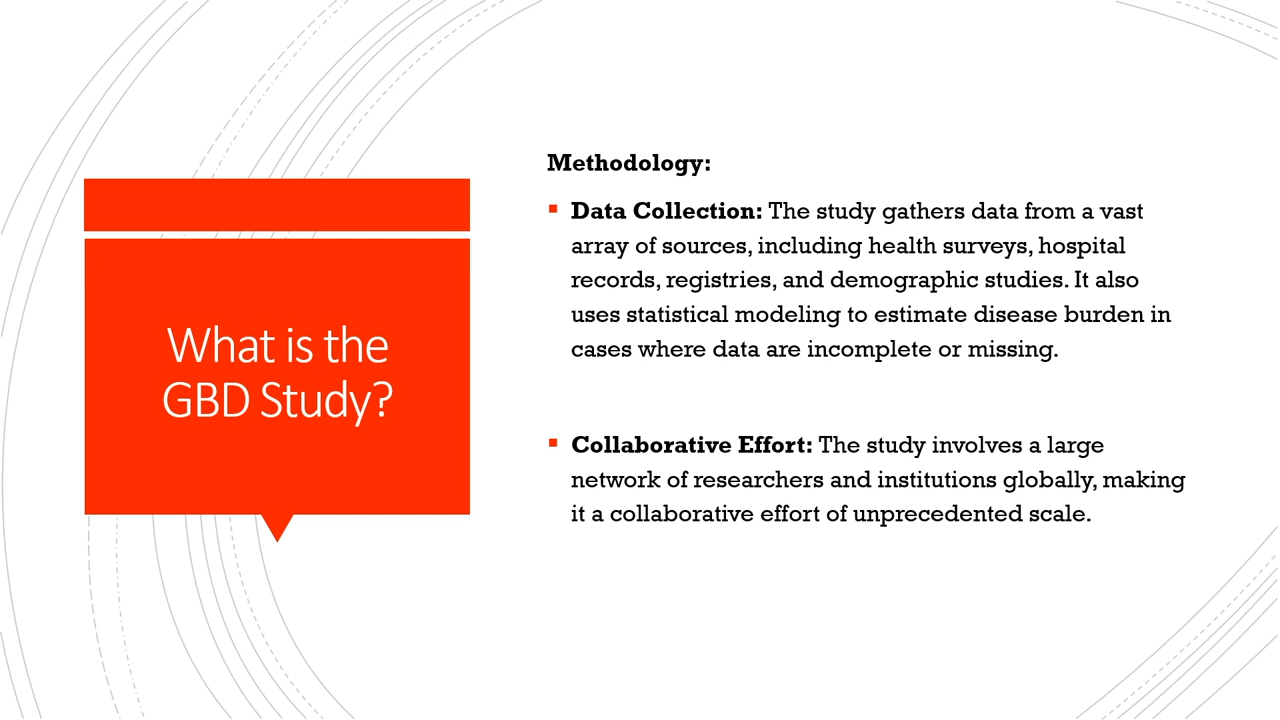 What is the
GBD Study?
Methodology:
▪ Data Collection: The study gathers data from a vast
array of sources, including health surveys, hospital
records, registries, and demographic studies. It also
uses statistical modeling to estimate disease burden in
cases where data are incomplete or missing.
▪ Collaborative Effort: The study involves a large
network of researchers and institutions globally, making
it a collaborative effort of unprecedented scale.